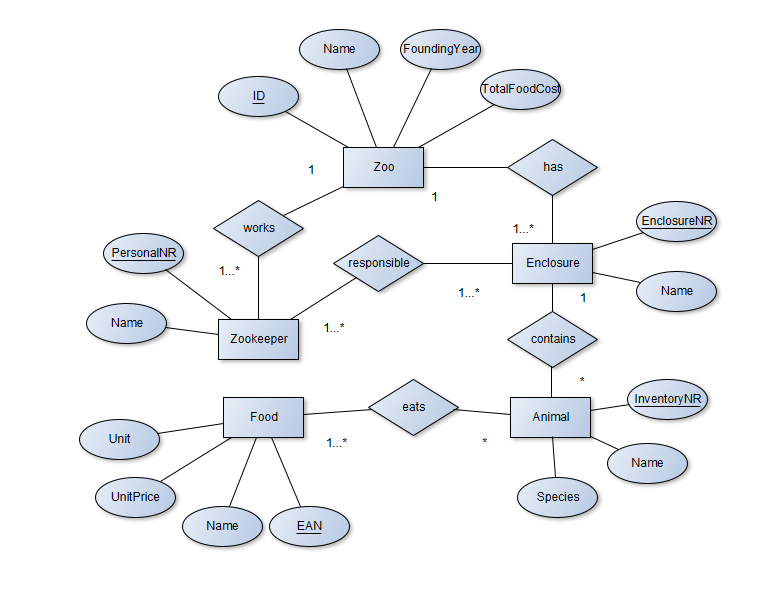 Name
FoundingYear
ID
TotalFoodCost
Zoo
has
1
1
works
1...*
EnclosureNR
PersonalNR
1...*
responsible
Enclosure
1...*
Name
1
Name
1...*
Zookeeper
contains
*
InventoryNR
Food
eats
Animal
Unit
1...*
*
Name
UnitPrice
Species
Name
EAN